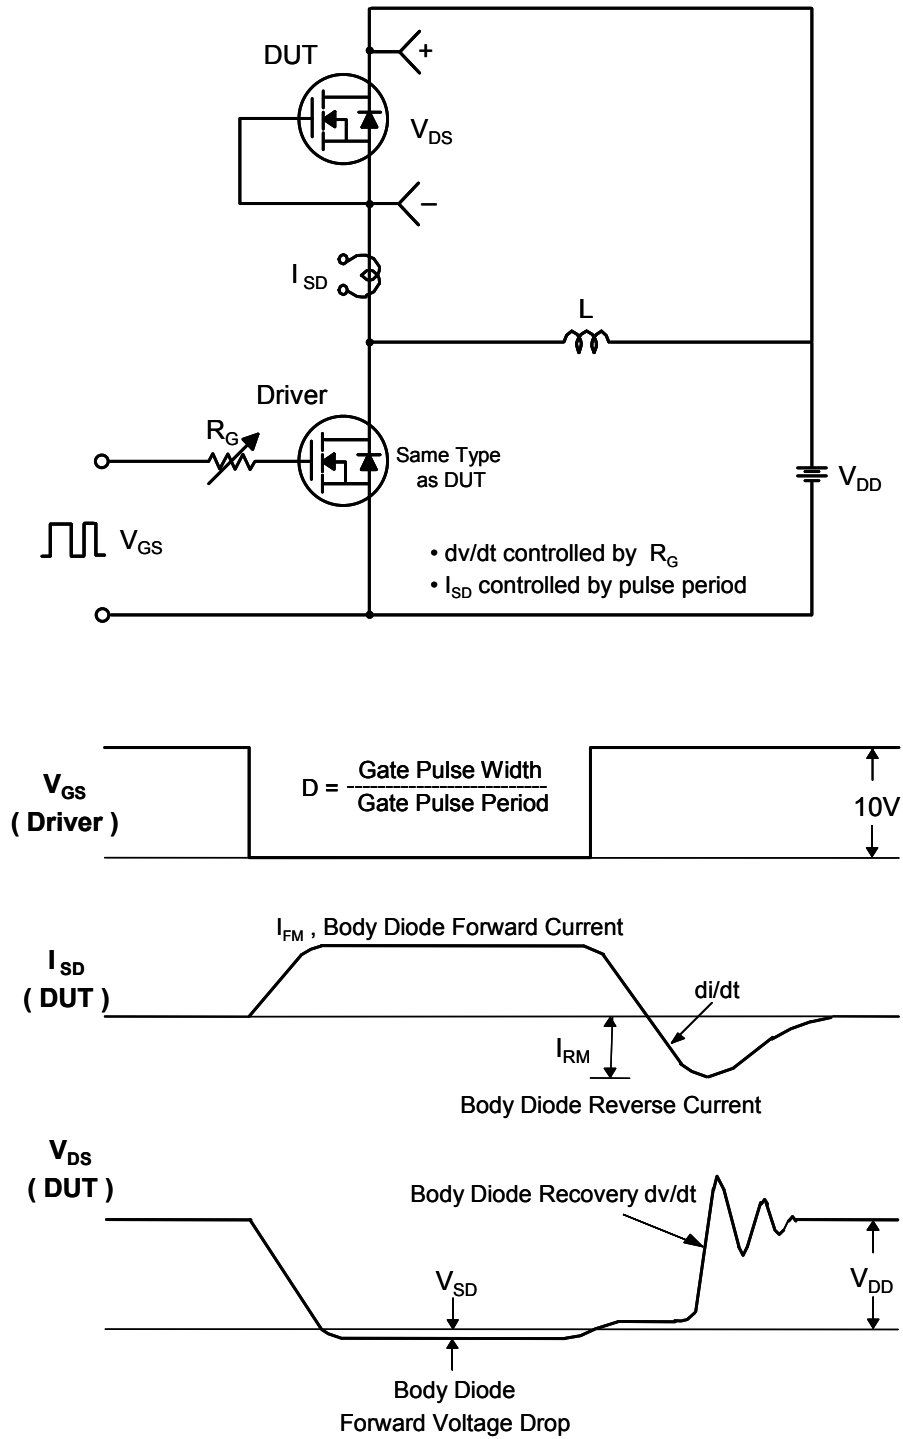 DUT
+
V_DS
−
I_SD
L
Driver
R_G
Same Type
as DUT
V_DD
V_GS
• dv/dt controlled by R_G
• I_SD controlled by pulse period
V_GS
( Driver )
D = Gate Pulse Width
Gate Pulse Period
10V
I_FM , Body Diode Forward Current
I_SD
( DUT )
di/dt
I_RM
Body Diode Reverse Current
V_DS
( DUT )
Body Diode Recovery dv/dt
V_SD
V_DD
Body Diode
Forward Voltage Drop